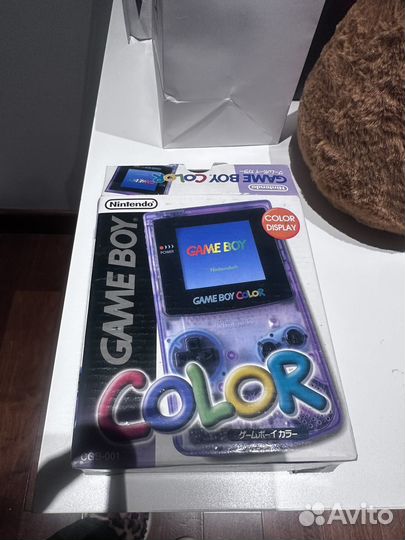 GAME BOY COLOR
ゲームボーイカラー
Nintendo
Nintendo
COLOR
DISPLAY
GAME BOY
POWER
GAME BOY
Nintendo
GAME BOY COLOR
COLOR
ゲームボーイカラー
CGB-001
Avito